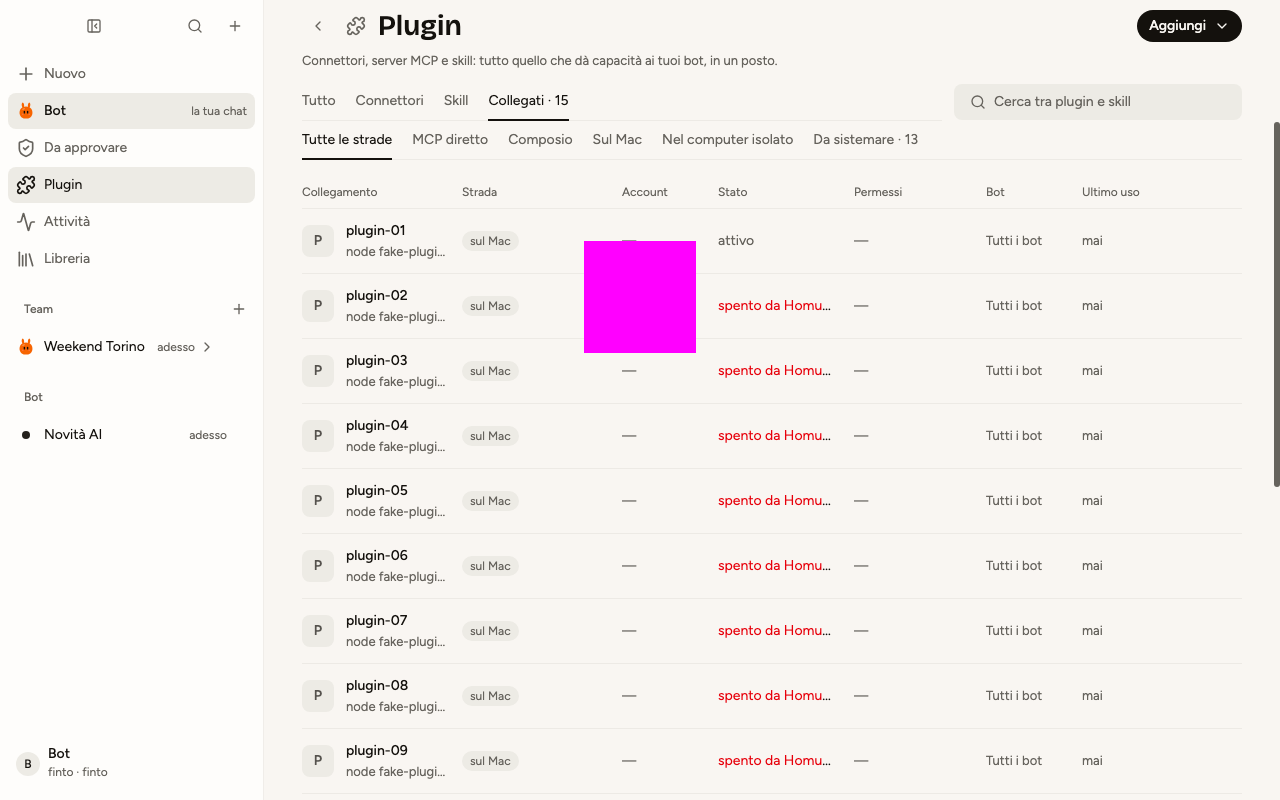 Plugin
Aggiungi
Connettori, server MCP e skill: tutto quello che dà capacità ai tuoi bot, in un posto.
Tutto Connettori Skill Collegati · 15
Cerca tra plugin e skill
Tutte le strade MCP diretto Composio Sul Mac Nel computer isolato Da sistemare · 13
Nuovo
Bot la tua chat
Da approvare
Plugin
Attività
Libreria
Team
Weekend Torino adesso
Bot
Novità AI adesso
B
Bot
finto · finto
Collegamento Strada Account Stato Permessi Bot Ultimo uso
P plugin-01 sul Mac attivo — Tutti i bot mai
node fake-plugi...
P plugin-02 sul Mac spento da Homu... — Tutti i bot mai
node fake-plugi...
P plugin-03 sul Mac — spento da Homu... — Tutti i bot mai
node fake-plugi...
P plugin-04 sul Mac — spento da Homu... — Tutti i bot mai
node fake-plugi...
P plugin-05 sul Mac — spento da Homu... — Tutti i bot mai
node fake-plugi...
P plugin-06 sul Mac — spento da Homu... — Tutti i bot mai
node fake-plugi...
P plugin-07 sul Mac — spento da Homu... — Tutti i bot mai
node fake-plugi...
P plugin-08 sul Mac — spento da Homu... — Tutti i bot mai
node fake-plugi...
P plugin-09 sul Mac — spento da Homu... — Tutti i bot mai
node fake-plugi...